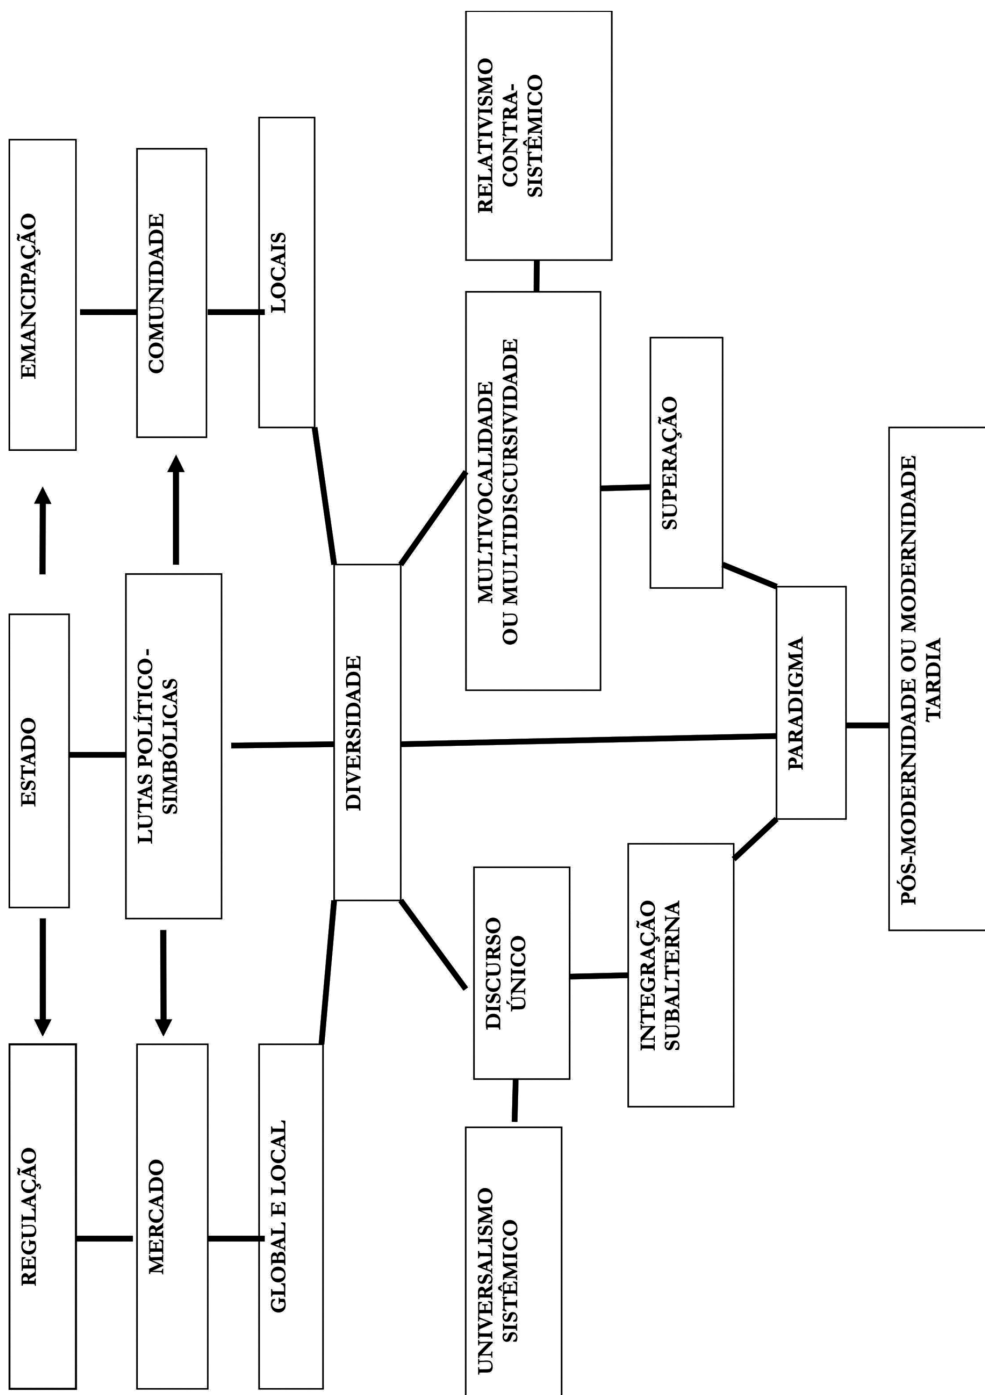 REGULAÇÃO
ESTADO
EMANCIPAÇÃO
MERCADO
LUTAS POLÍTICO-
SIMBÓLICAS
COMUNIDADE
GLOBAL E LOCAL
DIVERSIDADE
LOCAIS
UNIVERSALISMO
SISTÊMICO
DISCURSO
ÚNICO
MULTIVOCALIDADE
OU MULTIDISCURSIVIDADE
RELATIVISMO
CONTRA-
SISTÊMICO
INTEGRAÇÃO
SUBALTERNA
SUPERAÇÃO
PARADIGMA
PÓS-MODERNIDADE OU MODERNIDADE
TARDIA